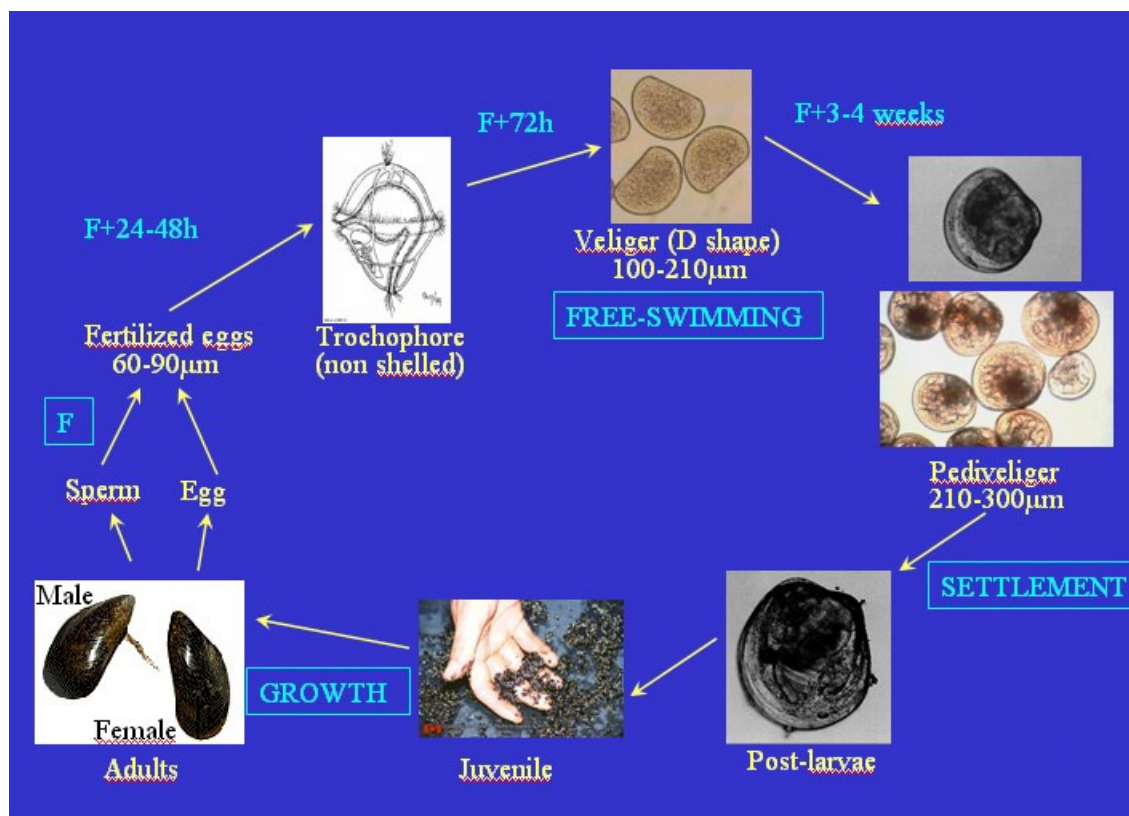 F+72h
F+3-4 weeks
F+24-48h
Veliger (D shape)
100-210µm
FREE-SWIMMING
Fertilized eggs
60-90µm
Trochophore
(non shelled)
F
Sperm
Egg
Pediveliger
210-300µm
SETTLEMENT
Male
Female
Adults
GROWTH
Juvenile
Post-larvae